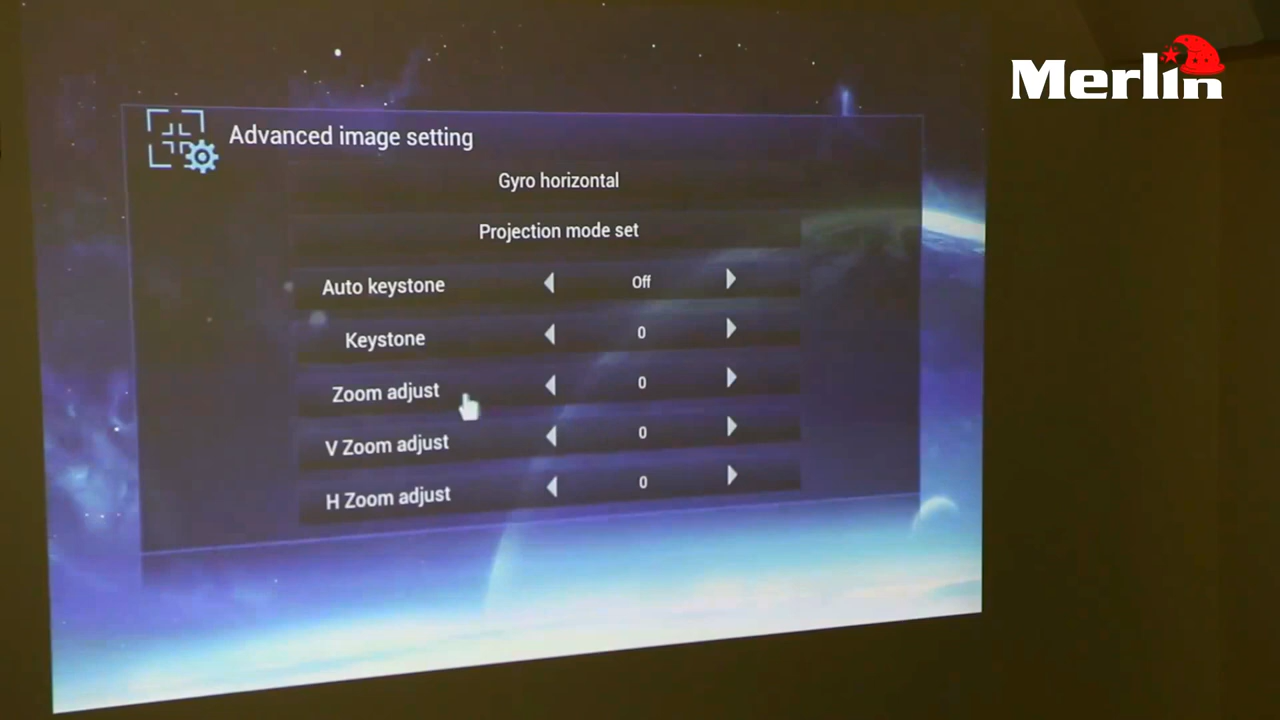 Merlin
Advanced image setting
Gyro horizontal
Projection mode set
Auto keystone Off
Keystone 0
Zoom adjust 0
V Zoom adjust 0
H Zoom adjust 0